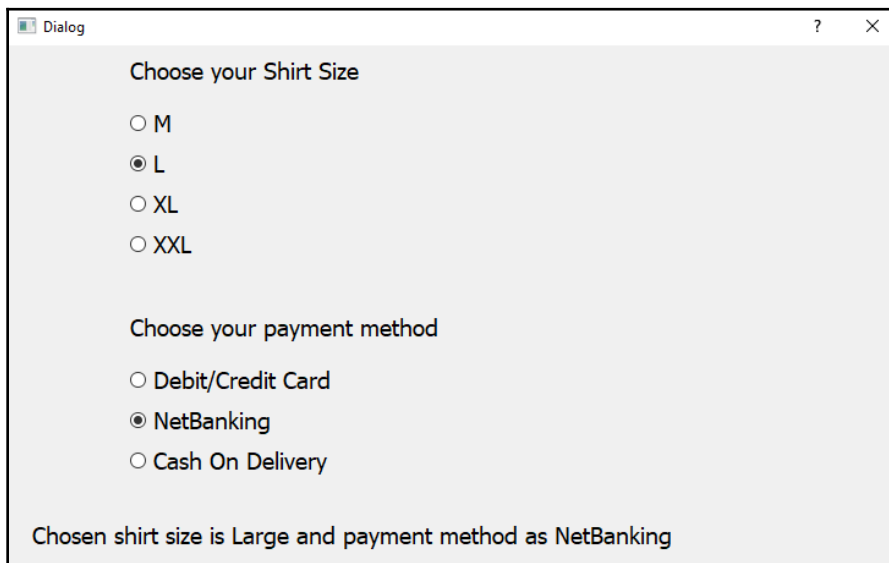 Dialog ?
Choose your Shirt Size
M
L
XL
XXL
Choose your payment method
Debit/Credit Card
NetBanking
Cash On Delivery
Chosen shirt size is Large and payment method as NetBanking